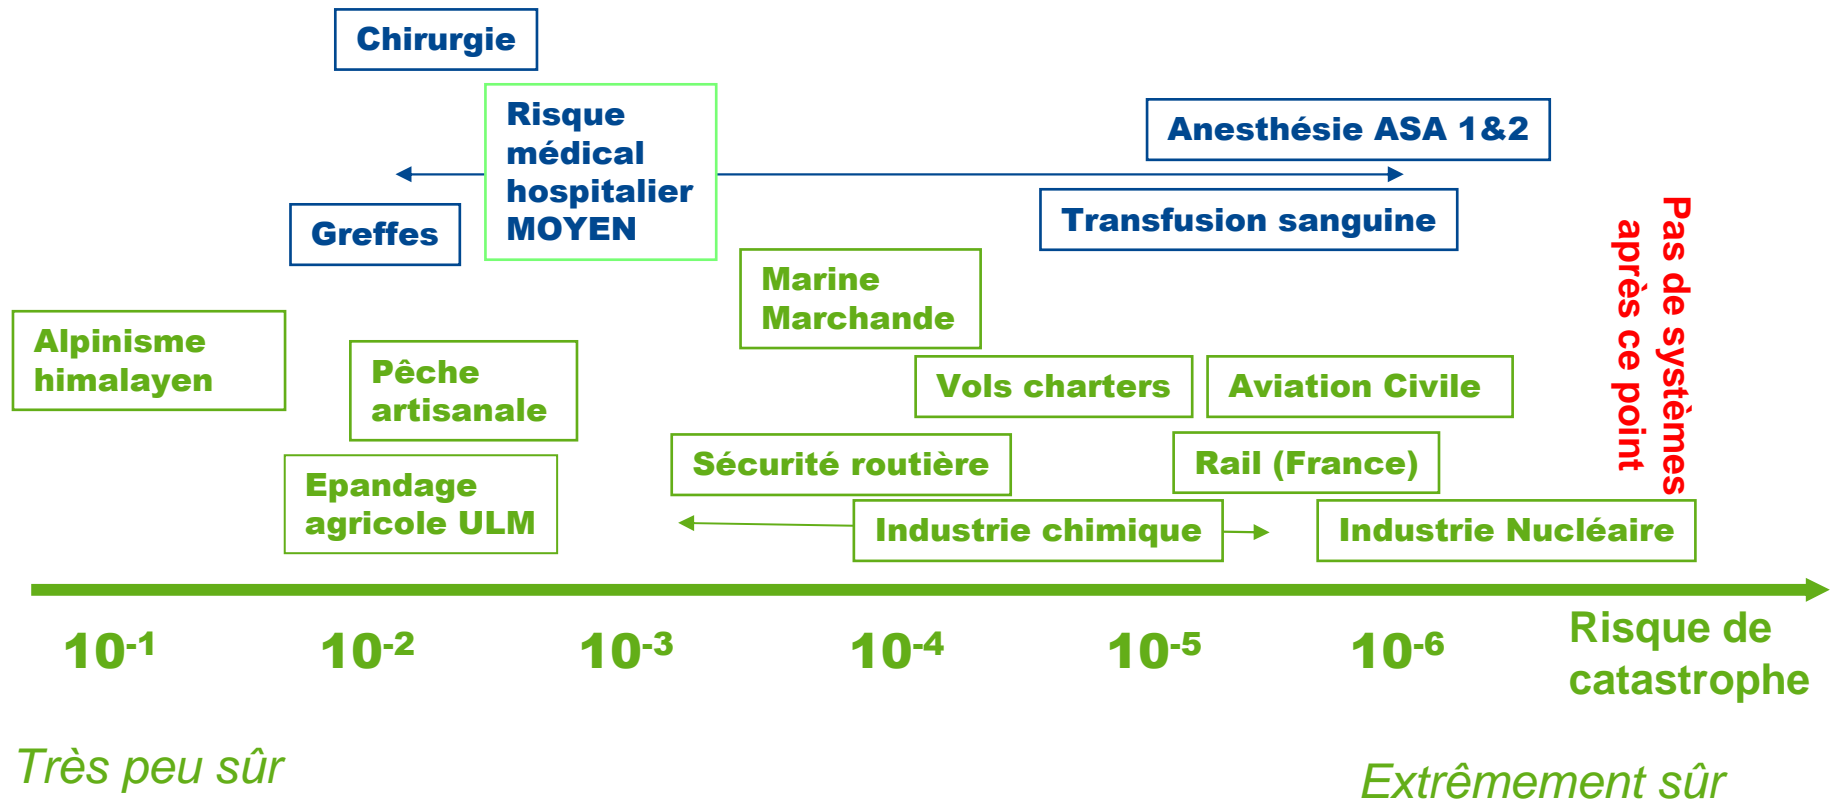 Chirurgie
Risque
médical
hospitalier
MOYEN
Anesthésie ASA 1&2
Greffes
Transfusion sanguine
Pas de systèmes
après ce point
Marine
Marchande
Alpinisme
himalayen
Pêche
artisanale
Vols charters
Aviation Civile
Sécurité routière
Rail (France)
Epandage
agricole ULM
Industrie chimique
Industrie Nucléaire
10-1
10-2
10-3
10-4
10-5
10-6
Risque de
catastrophe
Très peu sûr
Extrêmement sûr